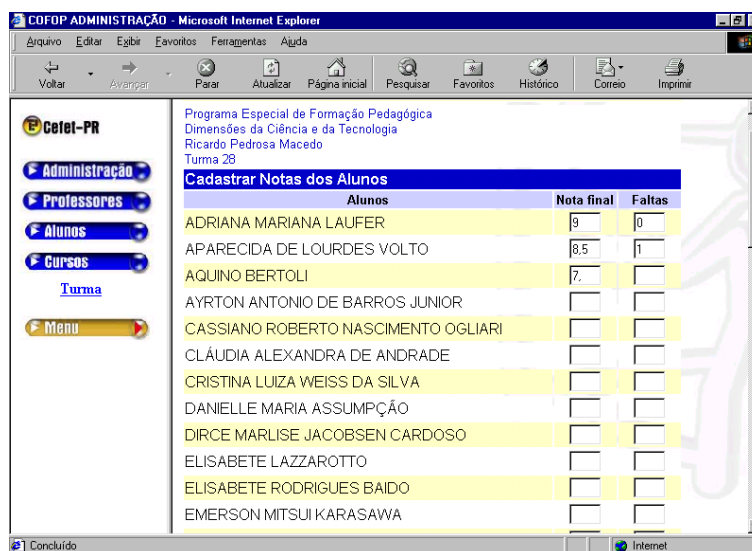 COFOP ADMINISTRAÇÃO - Microsoft Internet Explorer
Arquivo Editar Exibir Favoritos Ferramentas Ajuda
Voltar Avançar Parar Atualizar Página inicial Pesquisar Favoritos Histórico Correio Imprimir
Cefet-PR
Administração
Professores
Alunos
Cursos
Turma
Menu
Programa Especial de Formação Pedagógica
Dimensões da Ciência e da Tecnologia
Ricardo Pedrosa Macedo
Turma 28
Cadastrar Notas dos Alunos
Alunos Nota final Faltas
ADRIANA MARIANA LAUFER 9 0
APARECIDA DE LOURDES VOLTO 8,5 1
AQUINO BERTOLI 7,
AYRTON ANTONIO DE BARROS JUNIOR
CASSIANO ROBERTO NASCIMENTO OGLIARI
CLÁUDIA ALEXANDRA DE ANDRADE
CRISTINA LUIZA WEISS DA SILVA
DANIELLE MARIA ASSUMPÇÃO
DIRCE MARLISE JACOBSEN CARDOSO
ELISABETE LAZZAROTTO
ELISABETE RODRIGUES BAIDO
EMERSON MITSUI KARASAWA
Concluído Internet